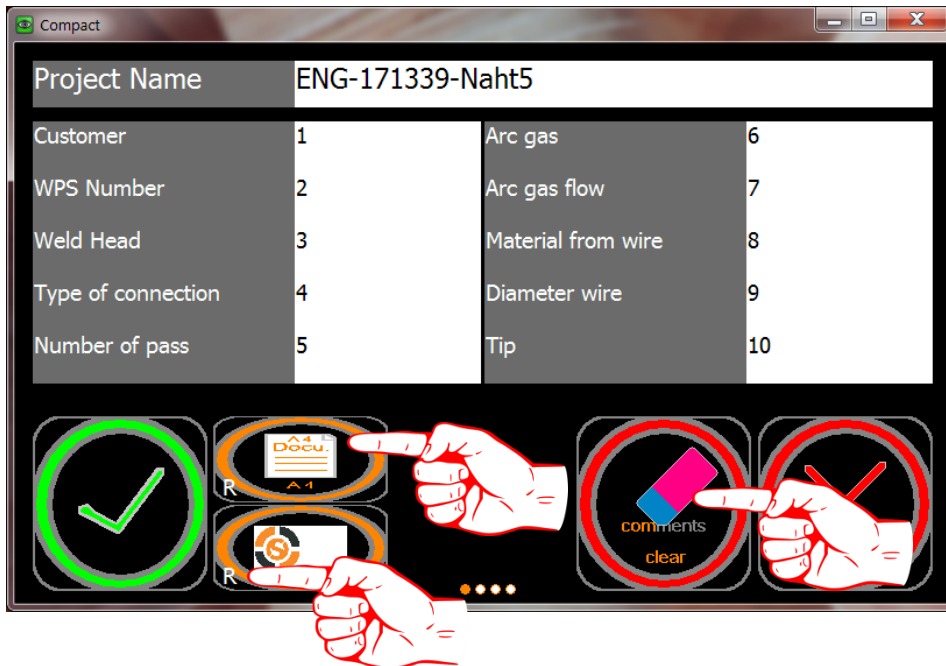 Compact
Project Name ENG-171339-Naht5
Customer 1 Arc gas 6
WPS Number 2 Arc gas flow 7
Weld Head 3 Material from wire 8
Type of connection 4 Diameter wire 9
Number of pass 5 Tip 10
A4
Docu.
A4
R
comments
clear
S
R